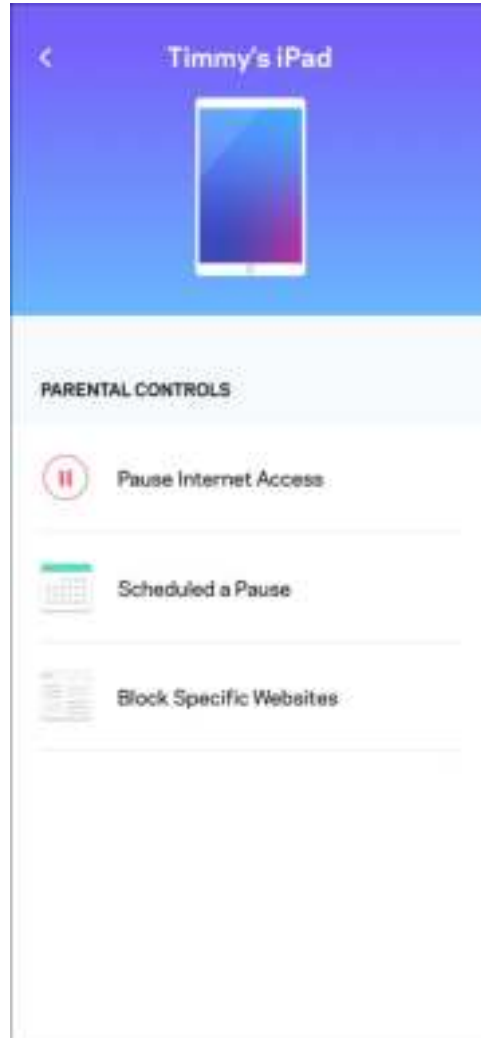 Timmy's iPad
PARENTAL CONTROLS
Pause Internet Access
Scheduled a Pause
Block Specific Websites